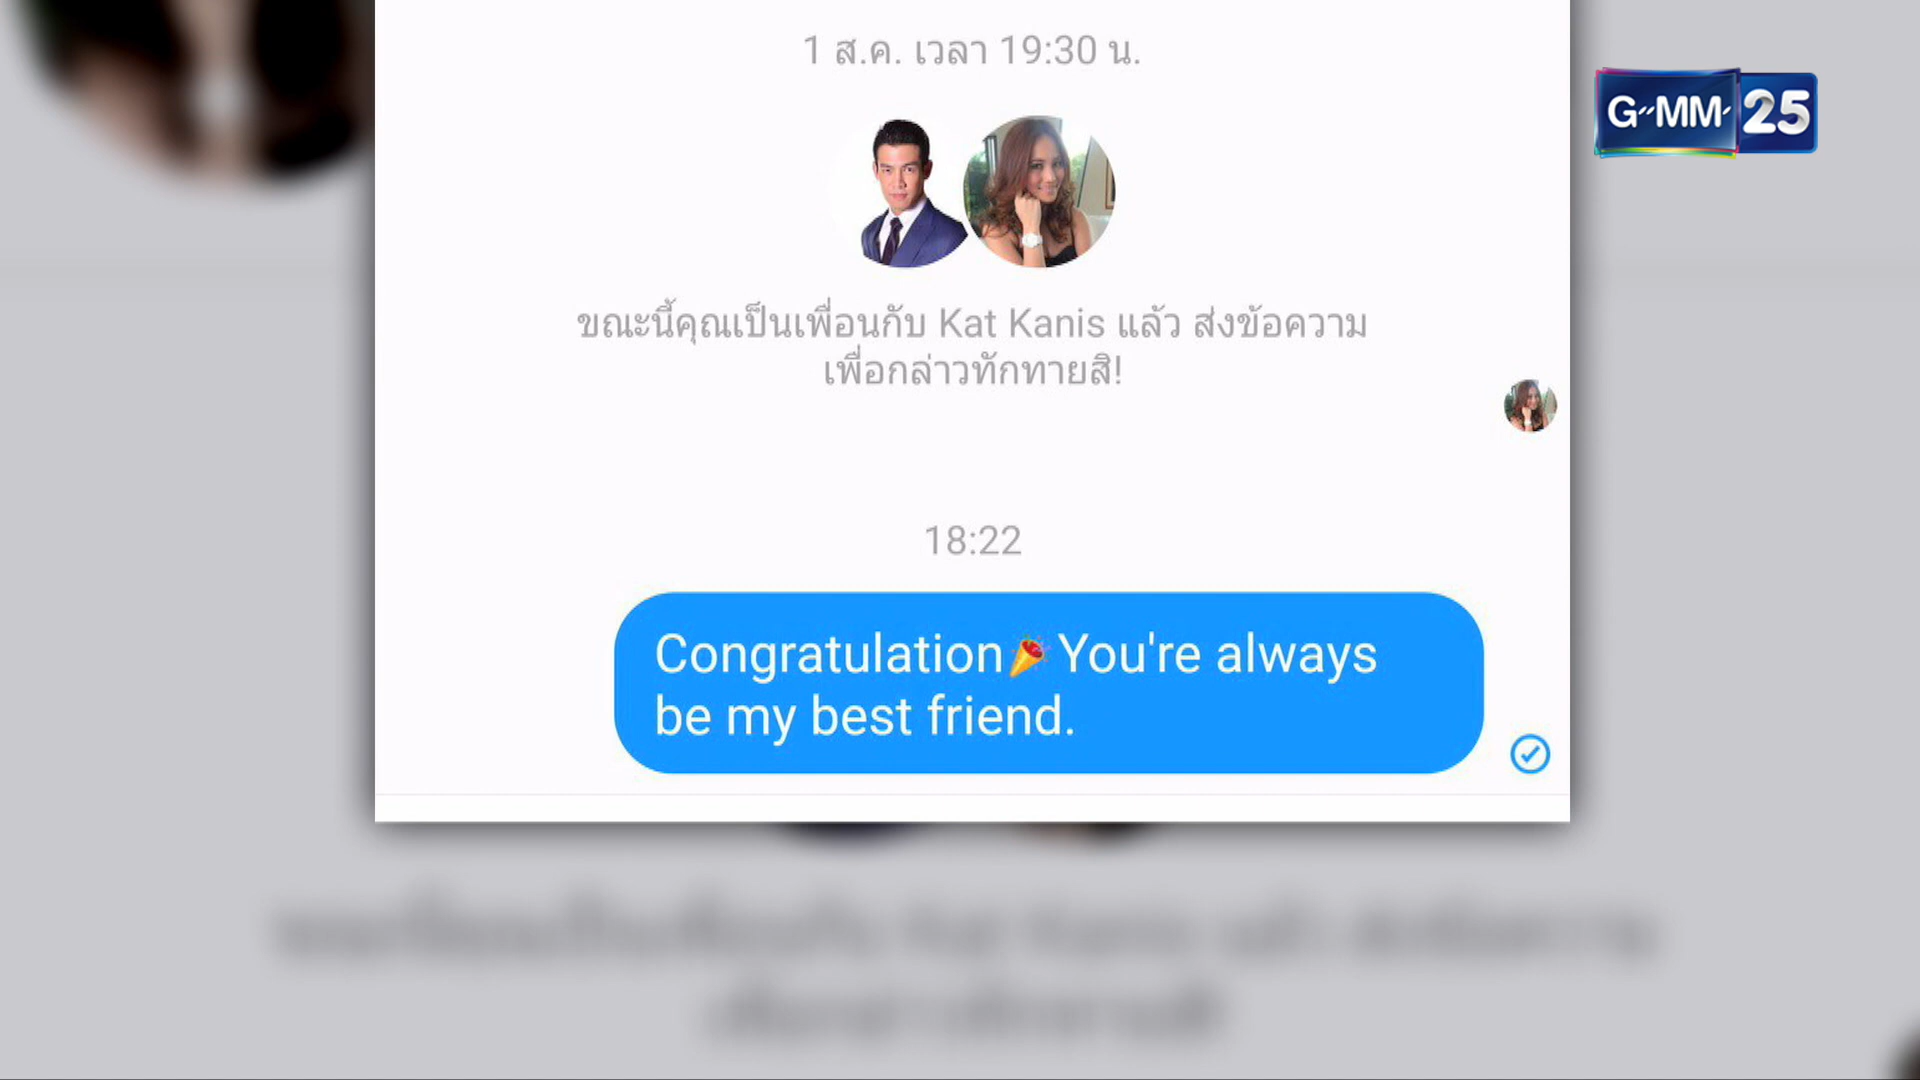 1 ส.ค. เวลา 19:30 น.
GMM 25
ขณะนี้คุณเป็นเพื่อนกับ Kat Kanis แล้ว ส่งข้อความ
เพื่อกล่าวทักทายสิ!
18:22
Congratulation🎉You're always
be my best friend.